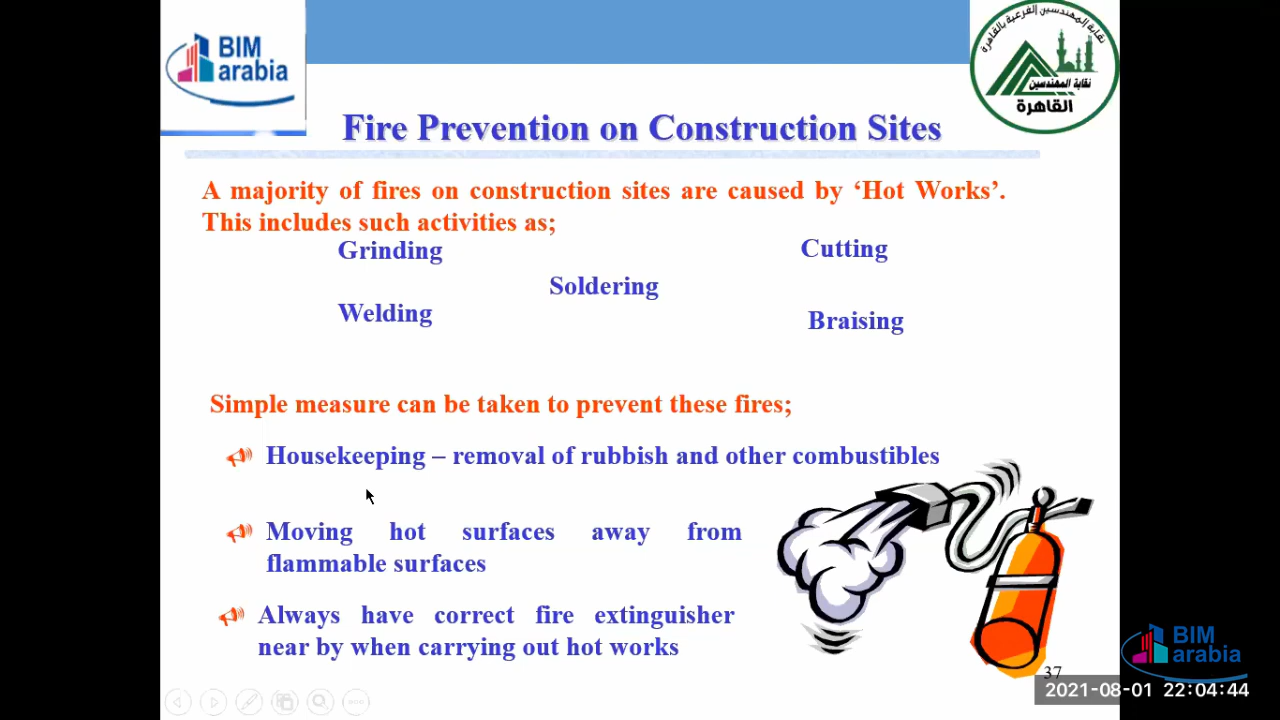 BIM
arabia
نقابة المهندسين الفرعية بالقاهرة
نقابة المهندسين
القاهرة
Fire Prevention on Construction Sites
A majority of fires on construction sites are caused by ‘Hot Works’.
This includes such activities as;
Grinding
Cutting
Soldering
Welding
Braising
Simple measure can be taken to prevent these fires;
Housekeeping – removal of rubbish and other combustibles
Moving hot surfaces away from
flammable surfaces
Always have correct fire extinguisher
near by when carrying out hot works
BIM
arabia
37
2021-08-01 22:04:44